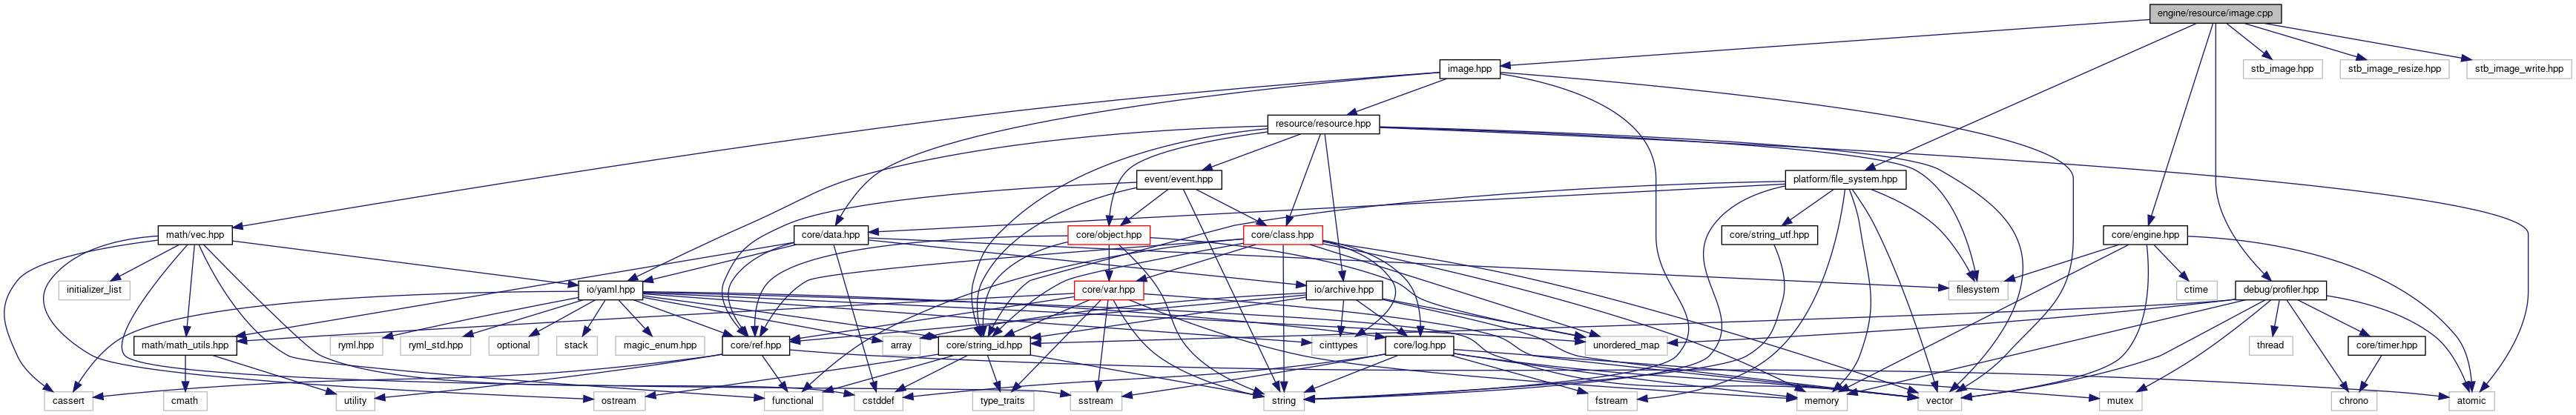 engine/resource/image.cpp
image.hpp
stb_image.hpp
stb_image_resize.hpp
stb_image_write.hpp
resource/resource.hpp
event/event.hpp
platform/file_system.hpp
math/vec.hpp
core/data.hpp
core/object.hpp
core/class.hpp
core/string_utf.hpp
core/engine.hpp
initializer_list
io/yaml.hpp
core/var.hpp
io/archive.hpp
filesystem
ctime
debug/profiler.hpp
math/math_utils.hpp
ryml.hpp
ryml_std.hpp
optional
stack
magic_enum.hpp
core/ref.hpp
array
core/string_id.hpp
cinttypes
core/log.hpp
unordered_map
thread
core/timer.hpp
cassert
cmath
utility
ostream
functional
cstddef
type_traits
sstream
string
fstream
memory
vector
mutex
chrono
atomic